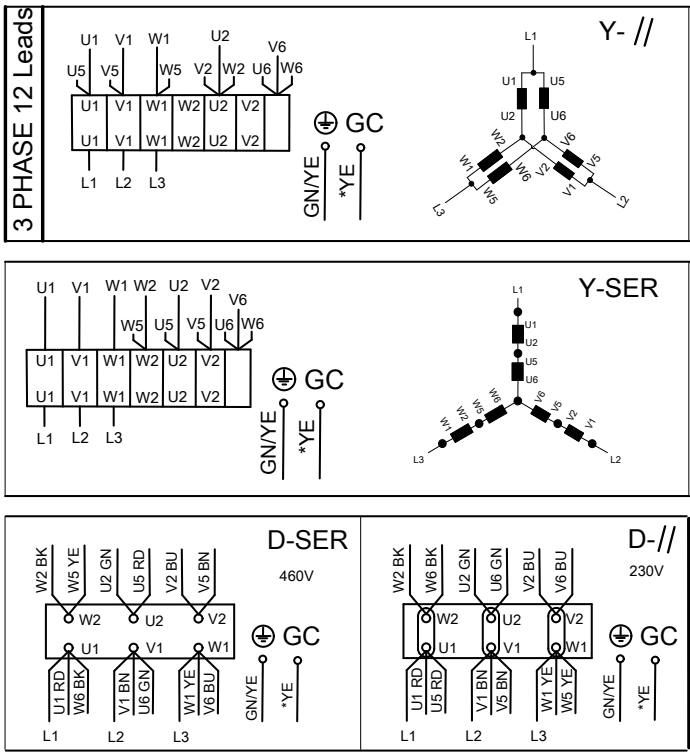 3 PHASE 12 Leads
Y- //
U1 V1 W1 U2 V6
U5 V5 W5 V2 W2 U6 W6
U1 V1 W1 W2 U2 V2
U1 V1 W1 W2 U2 V2
L1 L2 L3
GC
GN/YE *YE
L1
U1 U5
U2 U6
W2 V6
W1 W6 V2 V5
W5 V1
L3 L2
Y-SER
U1 V1 W1 W2 U2 V2
V6
W5 U5 V5 U6 W6
U1 V1 W1 W2 U2 V2
U1 V1 W1 W2 U2 V2
L1 L2 L3
GC
GN/YE *YE
L1
U1
U2
U5
U6
W6 V6
W5 V5
W2 V2
W1 V1
L3 L2
D-SER
460V
W2 BK W5 YE U2 GN U5 RD V2 BU V5 BN
W2 U2 V2
U1 V1 W1
U1 RD W6 BK V1 BN U6 GN W1 YE V6 BU
L1 L2 L3
GC
GN/YE *YE
D-//
230V
W2 BK W6 BK U2 GN U6 GN V2 BU V6 BU
W2 U2 V2
U1 V1 W1
U1 RD U5 RD V1 BN V5 BN W1 YE W5 YE
L1 L2 L3
GC
GN/YE *YE